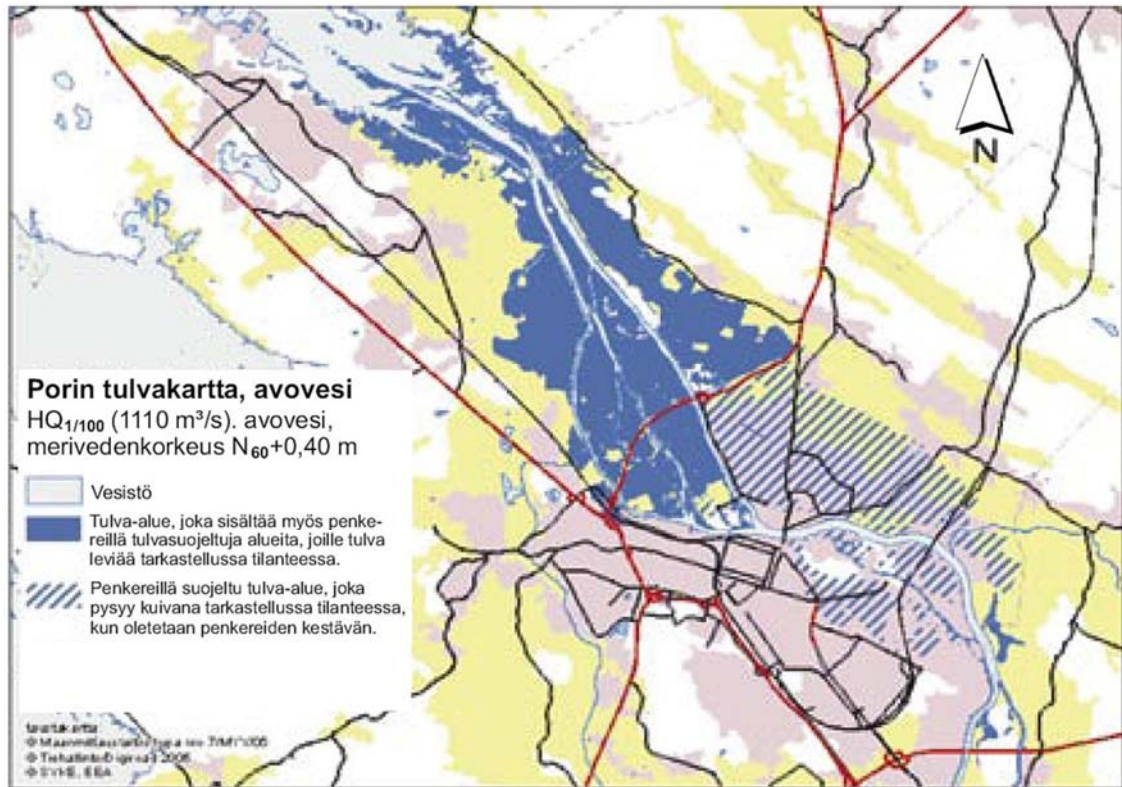 N
Porin tulvakartta, avovesi
HQ1/100 (1110 m³/s). avovesi,
merivedenkorkeus N60+0,40 m
Vesistö
Tulva-alue, joka sisältää myös penke-
reillä tulvasuojeltuja alueita, joille tulva
leviää tarkastellussa tilanteessa.
Penkereillä suojeltu tulva-alue, joka
pysyy kuivana tarkastellussa tilanteessa,
kun oletetaan penkereiden kestävän.
© SYKE, EEA